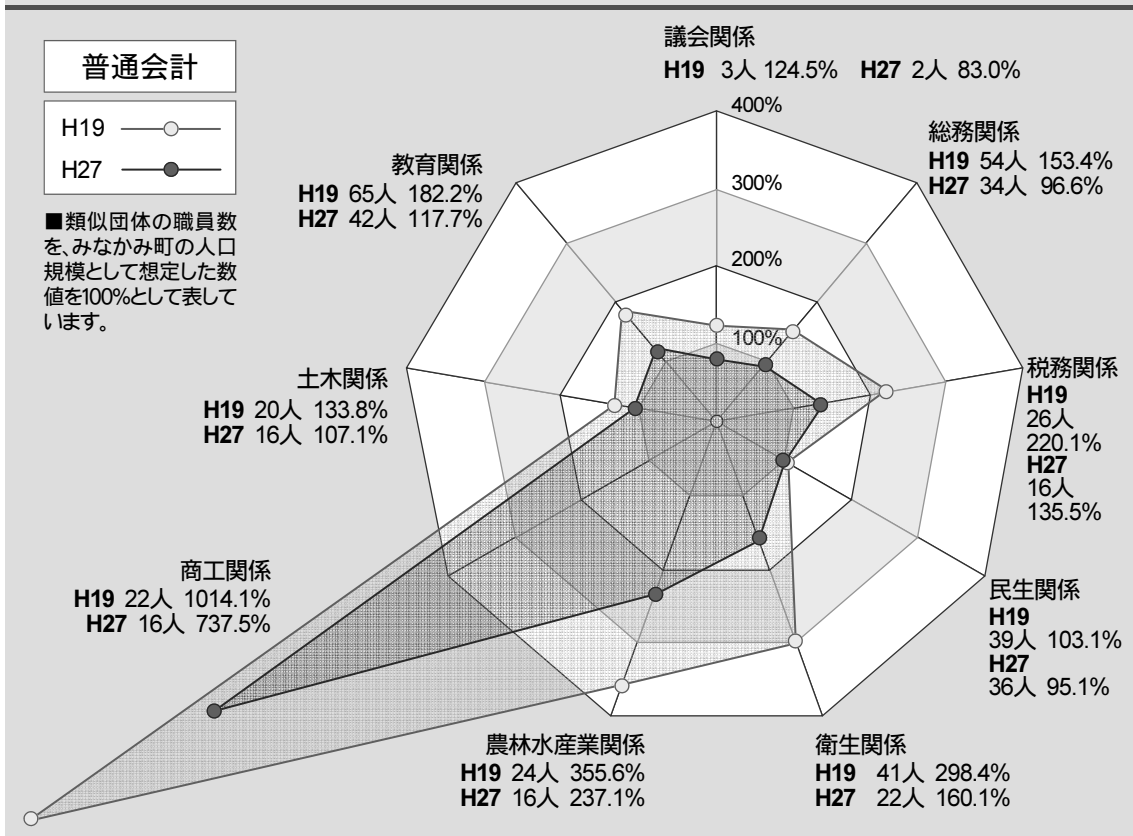 普通会計
H19
H27
■類似団体の職員数
を、みなかみ町の人口
規模として想定した数
値を100%として表して
います。
議会関係
H19 3人 124.5% H27 2人 83.0%
400%
300%
200%
100%
総務関係
H19 54人 153.4%
H27 34人 96.6%
税務関係
H19
26人
220.1%
H27
16人
135.5%
民生関係
H19
39人 103.1%
H27
36人 95.1%
衛生関係
H19 41人 298.4%
H27 22人 160.1%
農林水産業関係
H19 24人 355.6%
H27 16人 237.1%
商工関係
H19 22人 1014.1%
H27 16人 737.5%
土木関係
H19 20人 133.8%
H27 16人 107.1%
教育関係
H19 65人 182.2%
H27 42人 117.7%